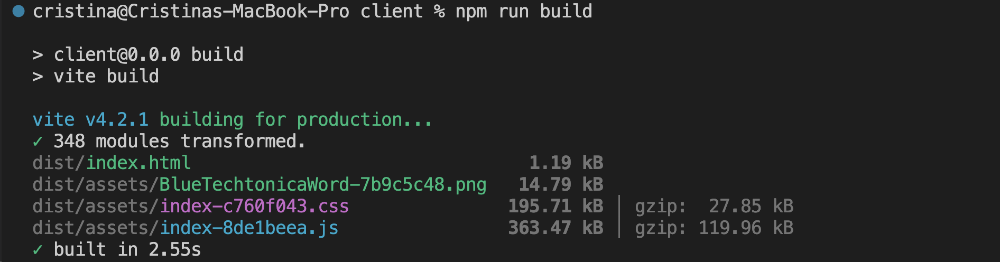 cristina@Cristinas-MacBook-Pro client % npm run build
> client@0.0.0 build
> vite build
vite v4.2.1 building for production...
✓ 348 modules transformed.
dist/index.html 1.19 kB
dist/assets/BlueTechtonicaWord-7b9c5c48.png 14.79 kB
dist/assets/index-c760f043.css 195.71 kB │ gzip: 27.85 kB
dist/assets/index-8de1beea.js 363.47 kB │ gzip: 119.96 kB
✓ built in 2.55s